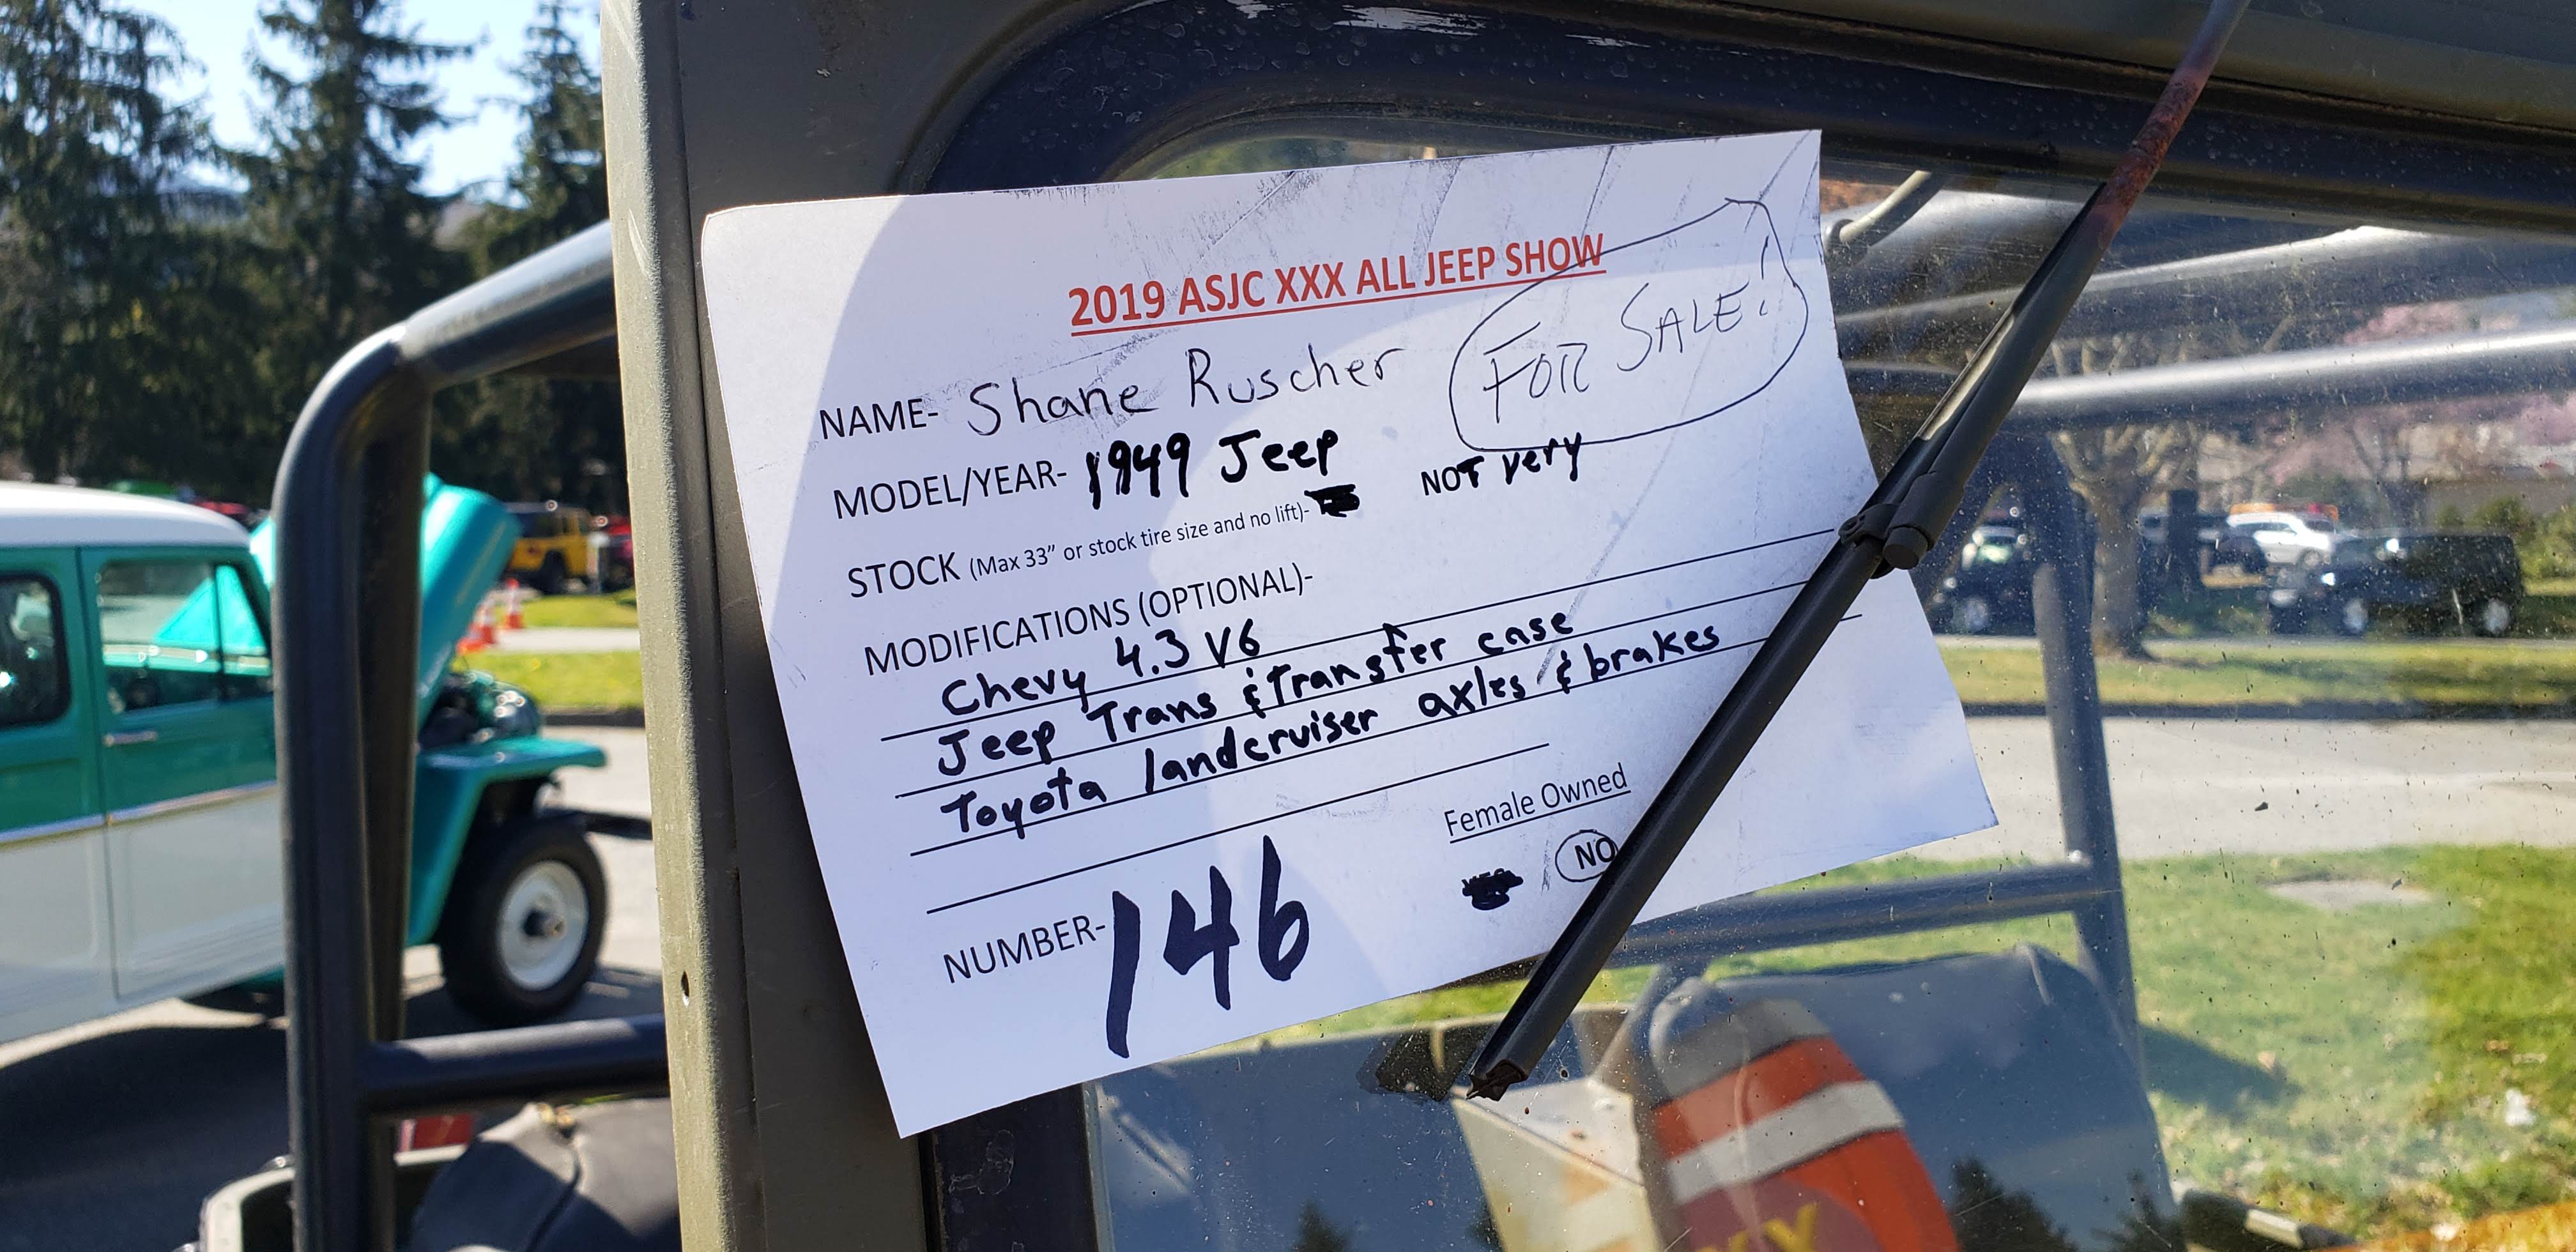 2019 ASJC XXX ALL JEEP SHOW
FOR SALE!
NAME- Shane Ruscher
MODEL/YEAR- 1949 Jeep
STOCK (Max 33" or stock tire size and no lift)- NOT very
MODIFICATIONS (OPTIONAL)-
Chevy 4.3 V6
Jeep Trans & Transfer case
Toyota landcruiser axles & brakes
Female Owned
NO
NUMBER- 146